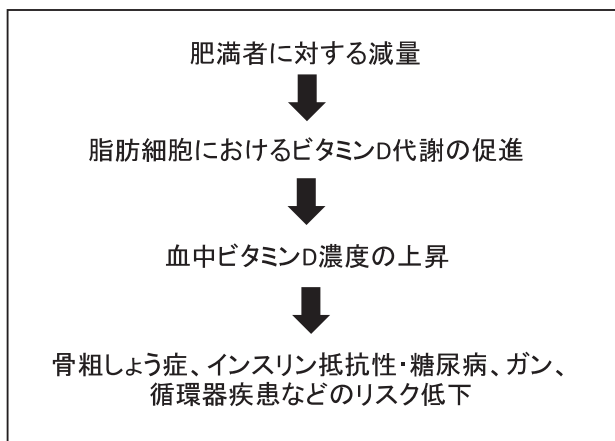 肥満者に対する減量
脂肪細胞におけるビタミンD代謝の促進
血中ビタミンD濃度の上昇
骨粗しょう症、インスリン抵抗性・糖尿病、ガン、
循環器疾患などのリスク低下